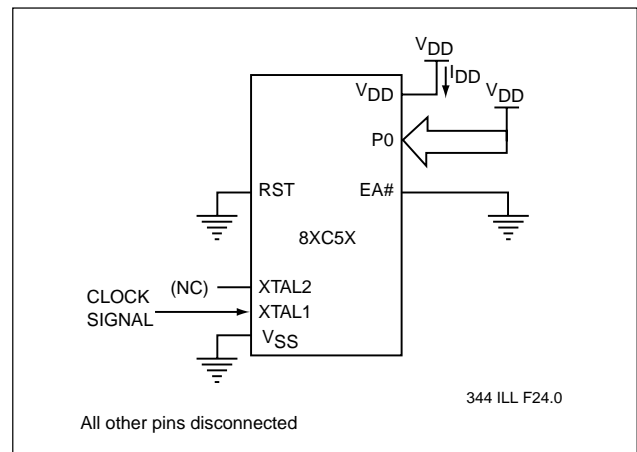 VDD
IDD
VDD
VDD
P0
RST
EA#
8XC5X
(NC)
XTAL2
CLOCK
SIGNAL
XTAL1
VSS
344 ILL F24.0
All other pins disconnected